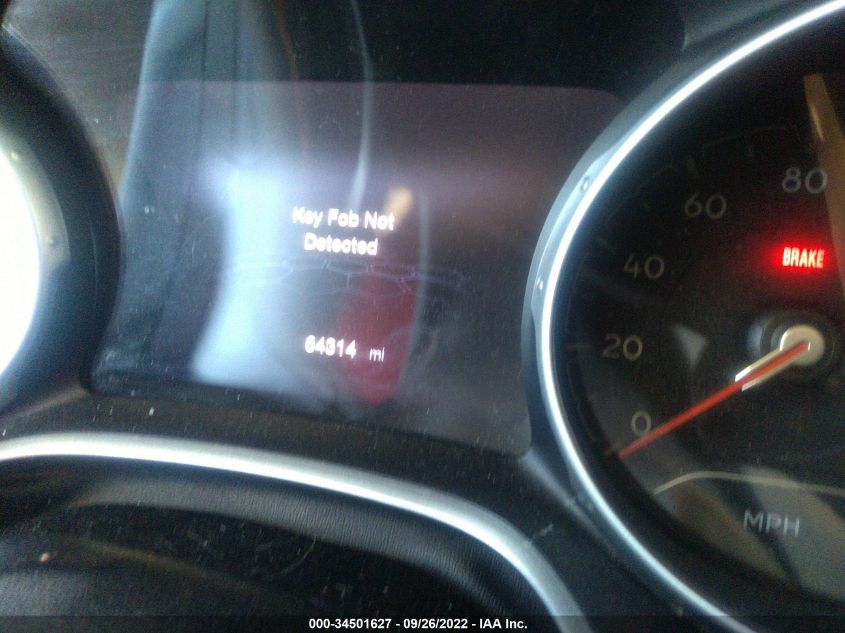 Key Fob Not
Detected
64314 mi
80
60
40
20
0
BRAKE
MPH
000-34501627 - 09/26/2022 - IAA Inc.